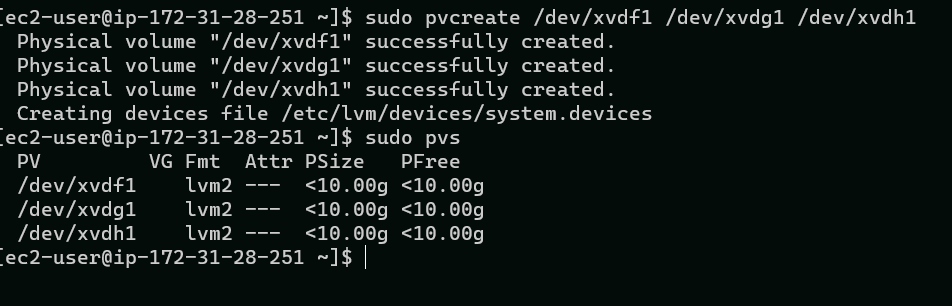 [ec2-user@ip-172-31-28-251 ~]$ sudo pvcreate /dev/xvdf1 /dev/xvdg1 /dev/xvdh1
  Physical volume "/dev/xvdf1" successfully created.
  Physical volume "/dev/xvdg1" successfully created.
  Physical volume "/dev/xvdh1" successfully created.
  Creating devices file /etc/lvm/devices/system.devices
[ec2-user@ip-172-31-28-251 ~]$ sudo pvs
  PV         VG Fmt  Attr PSize   PFree
  /dev/xvdf1    lvm2 ---  <10.00g <10.00g
  /dev/xvdg1    lvm2 ---  <10.00g <10.00g
  /dev/xvdh1    lvm2 ---  <10.00g <10.00g
[ec2-user@ip-172-31-28-251 ~]$